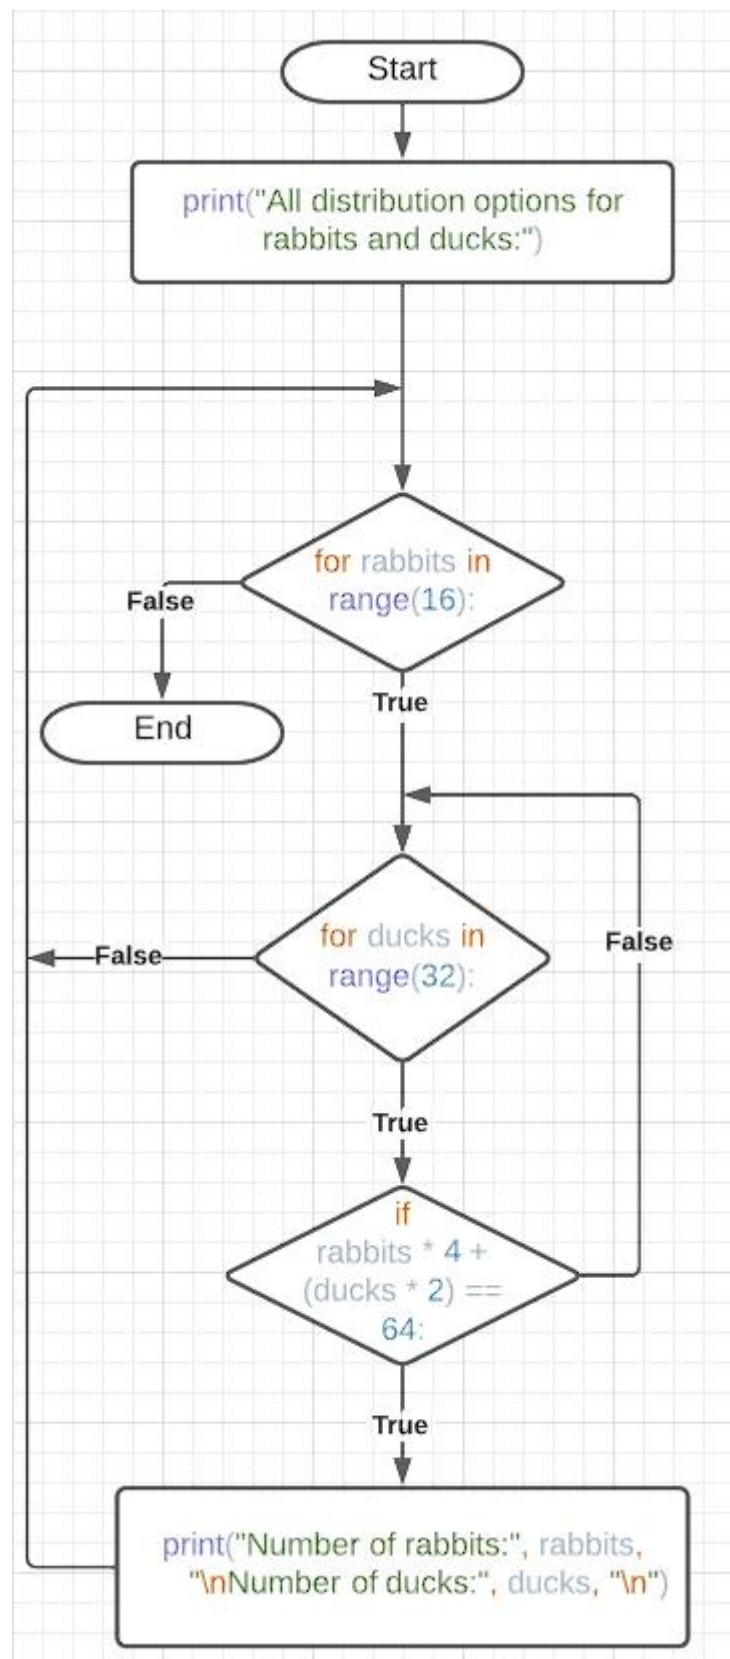 Start
print("All distribution options for
rabbits and ducks:")
for rabbits in
range(16):
False
End
True
for ducks in
range(32):
False
False
True
if
rabbits * 4 +
(ducks * 2) ==
64:
True
print("Number of rabbits:", rabbits,
"\nNumber of ducks:", ducks, "\n")